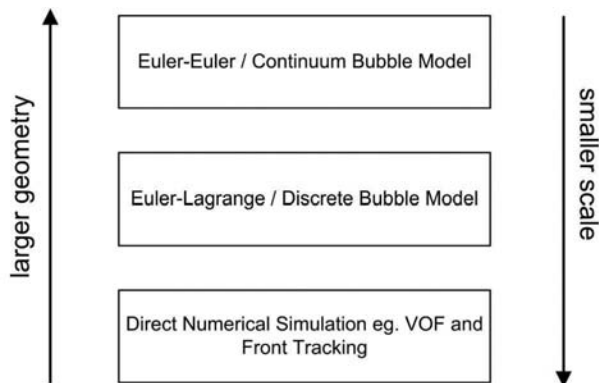 larger geometry
Euler-Euler / Continuum Bubble Model
Euler-Lagrange / Discrete Bubble Model
Direct Numerical Simulation eg. VOF and
Front Tracking
smaller scale